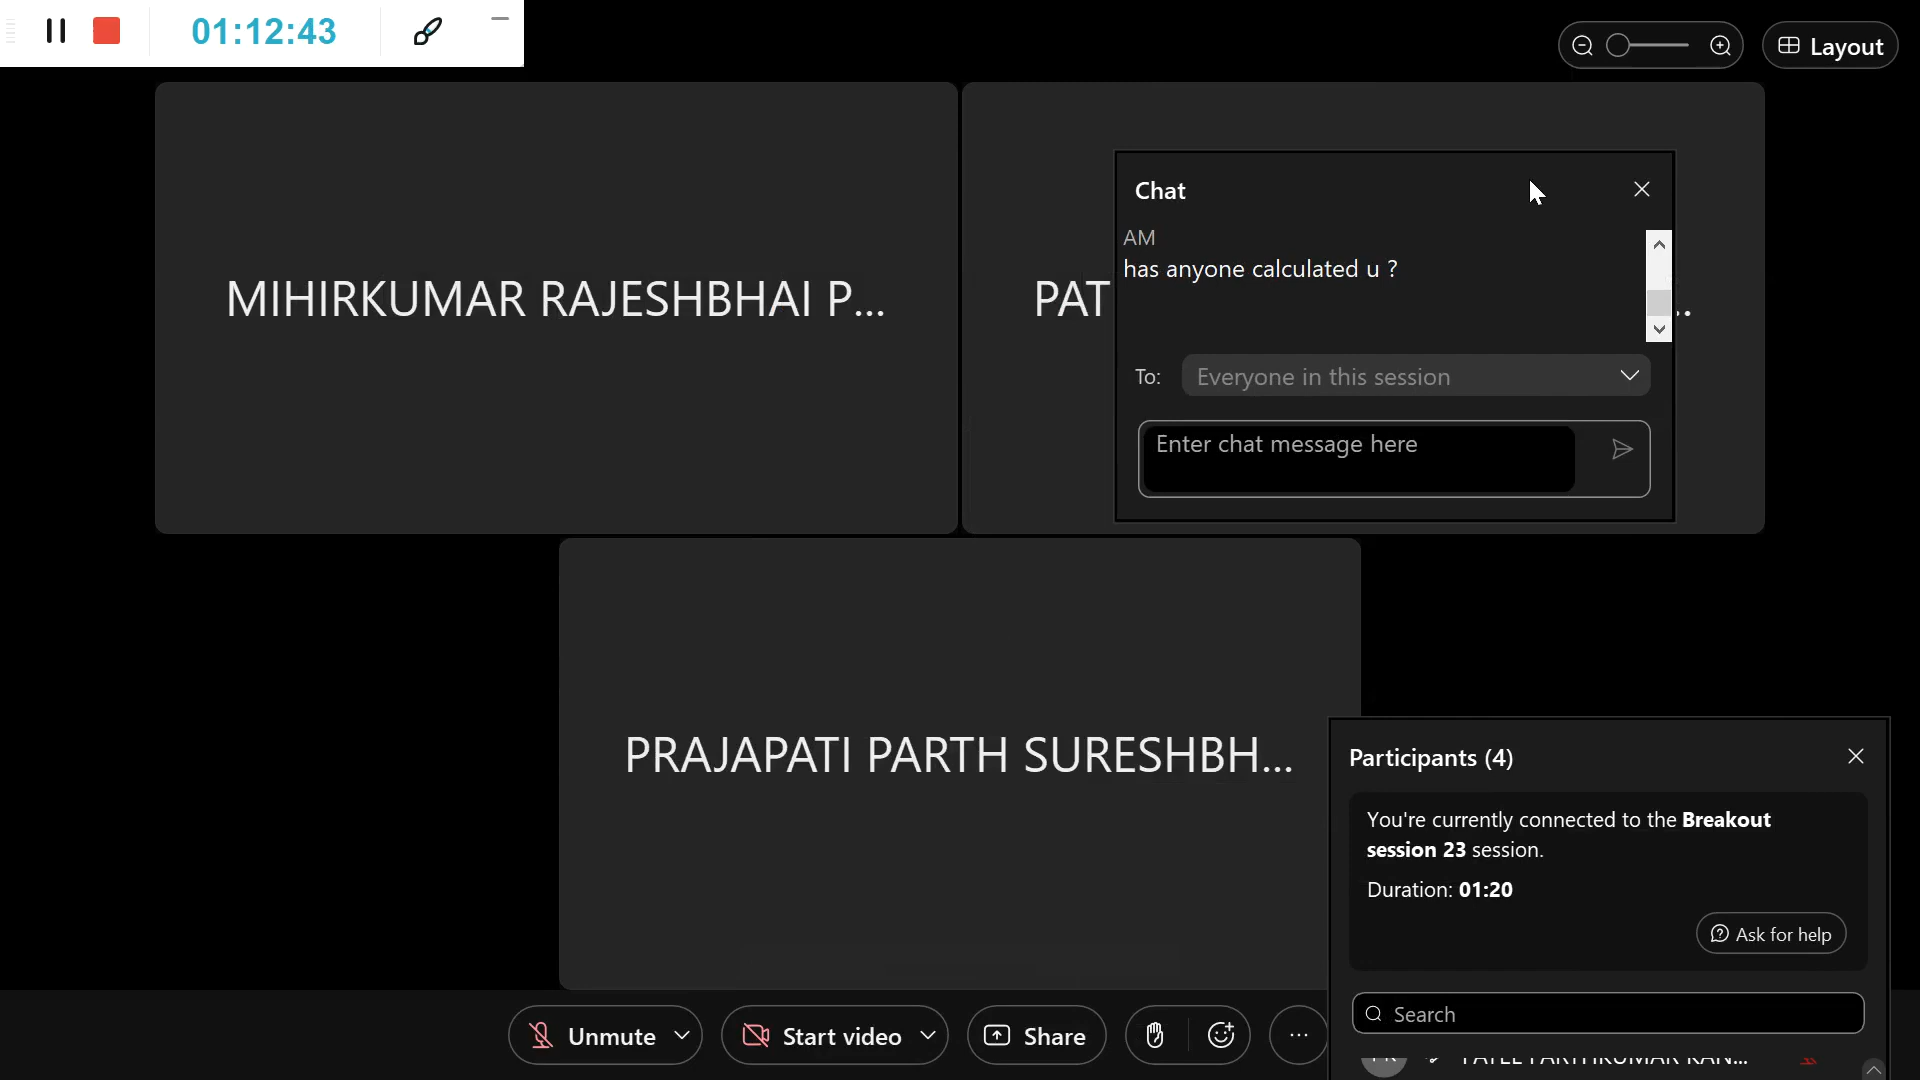 01:12:43
Layout
MIHIRKUMAR RAJESHBHAI P...
PAT
Chat
AM
has anyone calculated u ?
To:
Everyone in this session
Enter chat message here
PRAJAPATI PARTH SURESHBH...
Participants (4)
You're currently connected to the Breakout
session 23 session.
Duration: 01:20
Ask for help
Search
Unmute
Start video
Share